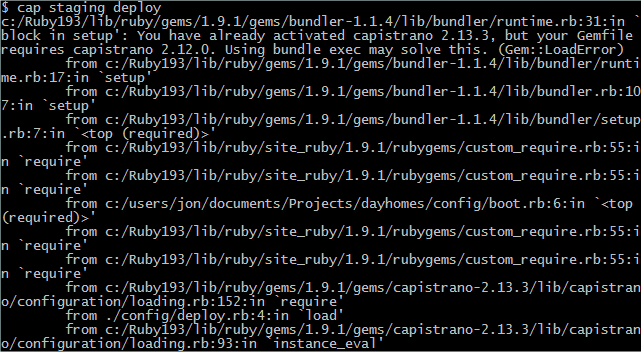 $ cap staging deploy
c:/Ruby193/lib/ruby/gems/1.9.1/gems/bundler-1.1.4/lib/bundler/runtime.rb:31:in `
block in setup': You have already activated capistrano 2.13.3, but your Gemfile
requires capistrano 2.12.0. Using bundle exec may solve this. (Gem::LoadError)
        from c:/Ruby193/lib/ruby/gems/1.9.1/gems/bundler-1.1.4/lib/bundler/runti
me.rb:17:in `setup'
        from c:/Ruby193/lib/ruby/gems/1.9.1/gems/bundler-1.1.4/lib/bundler.rb:10
7:in `setup'
        from c:/Ruby193/lib/ruby/gems/1.9.1/gems/bundler-1.1.4/lib/bundler/setup
.rb:7:in `<top (required)>'
        from c:/Ruby193/lib/ruby/site_ruby/1.9.1/rubygems/custom_require.rb:55:i
n `require'
        from c:/Ruby193/lib/ruby/site_ruby/1.9.1/rubygems/custom_require.rb:55:i
n `require'
        from c:/users/jon/documents/Projects/dayhomes/config/boot.rb:6:in `<top
(required)>'
        from c:/Ruby193/lib/ruby/site_ruby/1.9.1/rubygems/custom_require.rb:55:i
n `require'
        from c:/Ruby193/lib/ruby/site_ruby/1.9.1/rubygems/custom_require.rb:55:i
n `require'
        from c:/Ruby193/lib/ruby/gems/1.9.1/gems/capistrano-2.13.3/lib/capistran
o/configuration/loading.rb:152:in `require'
        from ./config/deploy.rb:4:in `load'
        from c:/Ruby193/lib/ruby/gems/1.9.1/gems/capistrano-2.13.3/lib/capistran
o/configuration/loading.rb:93:in `instance_eval'